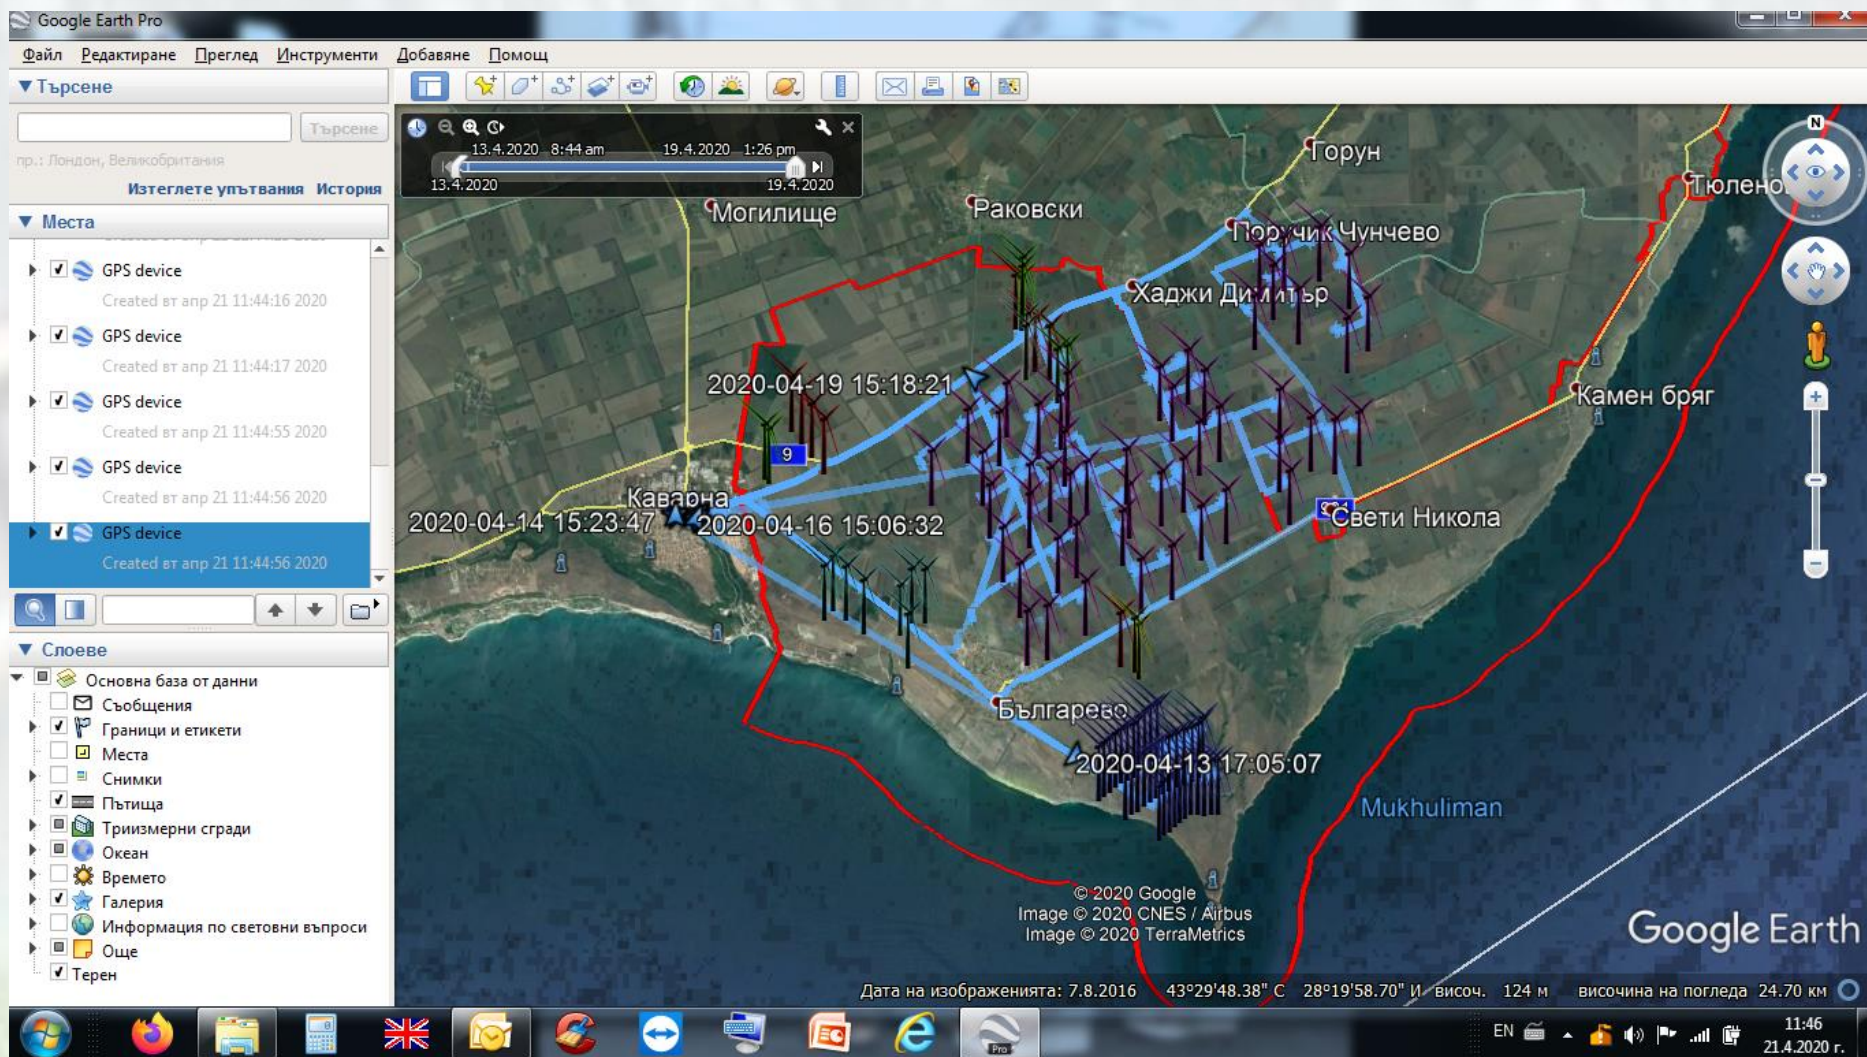 Google Earth Pro
Файл Редактиране Преглед Инструменти Добавяне Помощ
Търсене
Търсене
пр.: Лондон, Великобритания
Изтеглете упътвания История
Места
GPS device
Created вт апр 21 11:44:16 2020
GPS device
Created вт апр 21 11:44:17 2020
GPS device
Created вт апр 21 11:44:55 2020
GPS device
Created вт апр 21 11:44:56 2020
GPS device
Created вт апр 21 11:44:56 2020
Слоеве
Основна база от данни
Съобщения
Граници и етикети
Места
Снимки
Пътища
Триизмерни сгради
Океан
Времето
Галерия
Информация по световни въпроси
Още
Терен
13.4.2020 8:44 am 19.4.2020 1:26 pm
13.4.2020 19.4.2020
N
Горун
Могилище
Раковски
Поручик Чунчево
Хаджи Димитър
2020-04-19 15:18:21
Камен бряг
9
Каварна
2020-04-14 15:23:47
2020-04-16 15:06:32
Свети Никола
Българево
2020-04-13 17:05:07
Mukhuliman
© 2020 Google
Image © 2020 CNES / Airbus
Image © 2020 TerraMetrics
Google Earth
Дата на изображенията: 7.8.2016 43°29'48.38" С 28°19'58.70" И височ. 124 м височина на погледа 24.70 км
Pro
EN
11:46
21.4.2020 г.